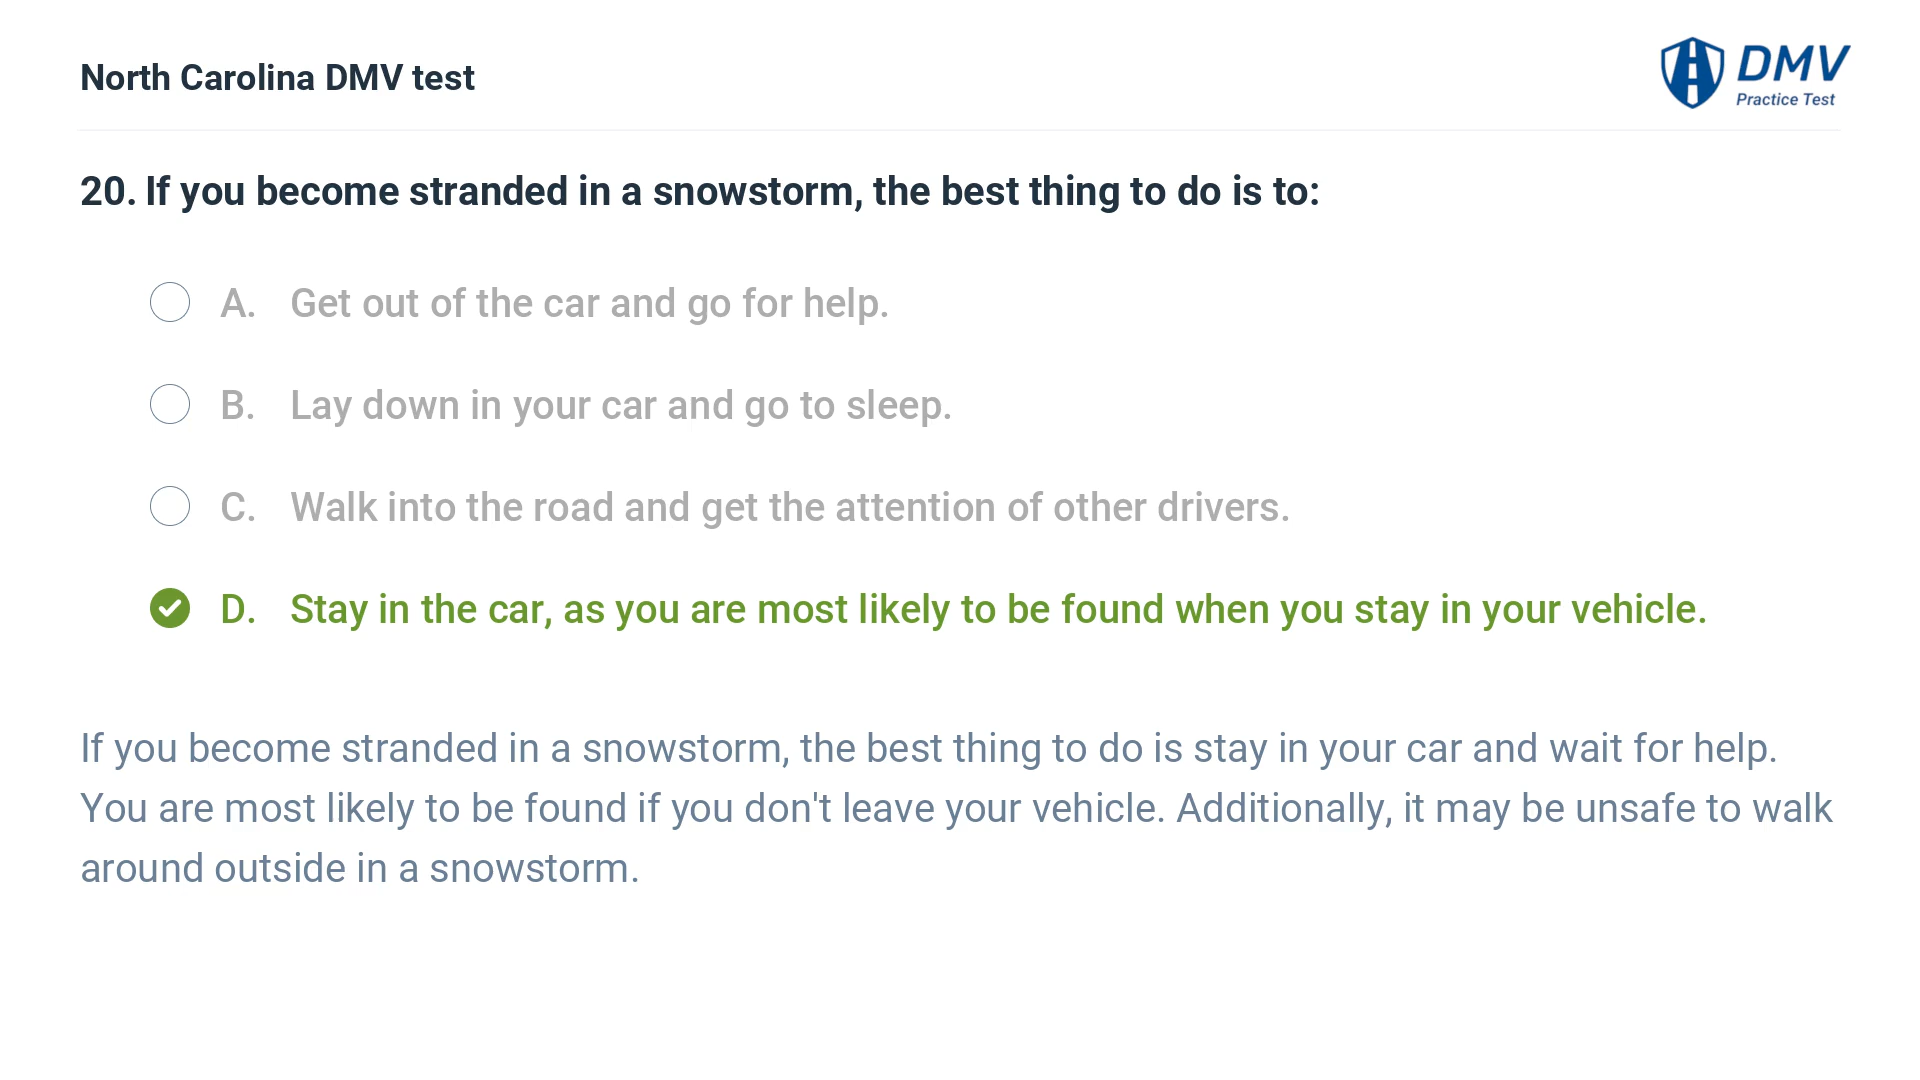 North Carolina DMV test
DMV
Practice Test
20. If you become stranded in a snowstorm, the best thing to do is to:
A. Get out of the car and go for help.
B. Lay down in your car and go to sleep.
C. Walk into the road and get the attention of other drivers.
D. Stay in the car, as you are most likely to be found when you stay in your vehicle.
If you become stranded in a snowstorm, the best thing to do is stay in your car and wait for help.
You are most likely to be found if you don't leave your vehicle. Additionally, it may be unsafe to walk
around outside in a snowstorm.